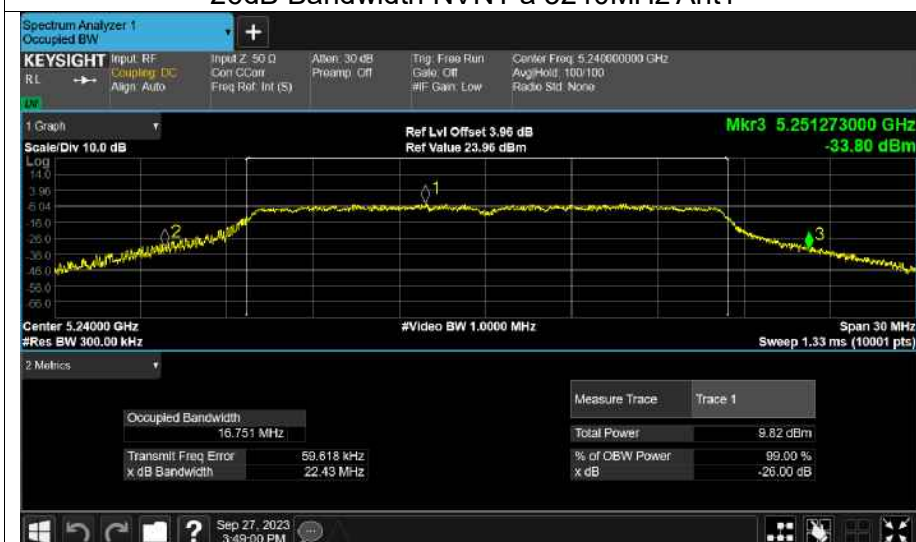 26dB Bandwidth NVNT a 5240MHz Ant1
Spectrum Analyzer 1
Occupied BW
+
KEYSIGHT
R L
Input: RF
Coupling: DC
Align: Auto
Input Z: 50 Ω
Corr CCorr
Freq Ref: Int (S)
Atten: 30 dB
Preamp: Off
Trig: Free Run
Gate: Off
#IF Gain: Low
Center Freq: 5.240000000 GHz
Avg|Hold: 100/100
Radio Std: None
1 Graph
Scale/Div 10.0 dB
Ref Lvl Offset 3.96 dB
Ref Value 23.96 dBm
Mkr3 5.251273000 GHz
-33.80 dBm
Log
14.0
3.96
-6.04
-16.0
-26.0
-36.0
-46.0
-56.0
-66.0
1
2
3
Center 5.24000 GHz
#Video BW 1.0000 MHz
Span 30 MHz
#Res BW 300.00 kHz
Sweep 1.33 ms (10001 pts)
2 Metrics
Measure Trace Trace 1
Occupied Bandwidth
16.751 MHz
Total Power 9.82 dBm
Transmit Freq Error 59.618 kHz
% of OBW Power 99.00 %
x dB Bandwidth 22.43 MHz
x dB -26.00 dB
?
Sep 27, 2023
3:49:00 PM